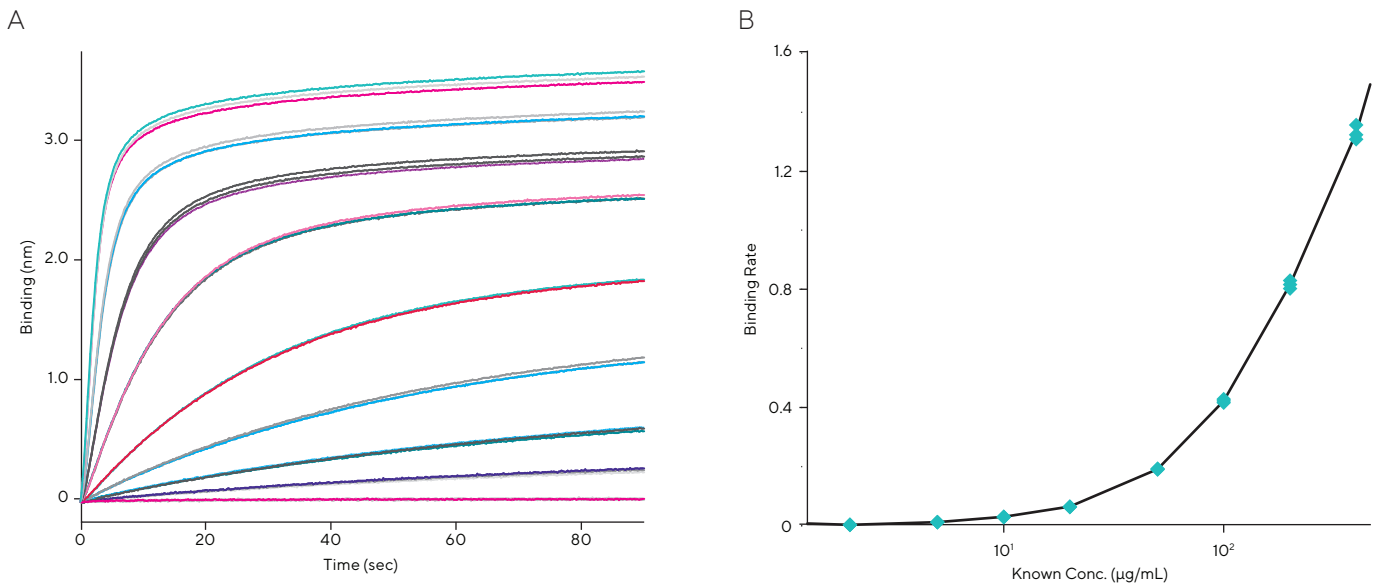 A
Binding (nm)
3.0
2.0
1.0
0
0 20 40 60 80
Time (sec)
B
Binding Rate
1.6
1.2
0.8
0.4
0
10¹ 10²
Known Conc. (µg/mL)